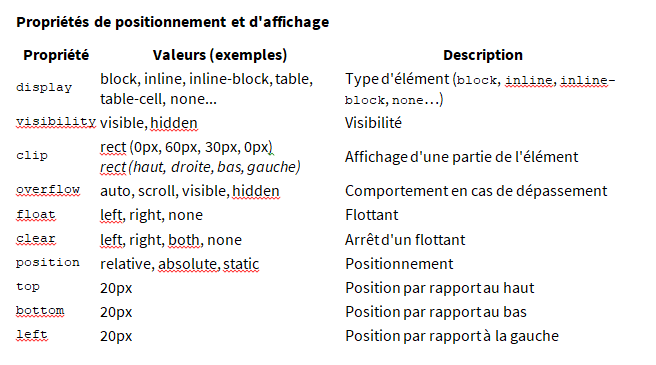 Propriétés de positionnement et d'affichage
Propriété Valeurs (exemples) Description
display block, inline, inline-block, table, table-cell, none... Type d'élément (block, inline, inline-block, none…)
visibility visible, hidden Visibilité
clip rect (0px, 60px, 30px, 0px) rect (haut, droite, bas, gauche) Affichage d'une partie de l'élément
overflow auto, scroll, visible, hidden Comportement en cas de dépassement
float left, right, none Flottant
clear left, right, both, none Arrêt d'un flottant
position relative, absolute, static Positionnement
top 20px Position par rapport au haut
bottom 20px Position par rapport au bas
left 20px Position par rapport à la gauche